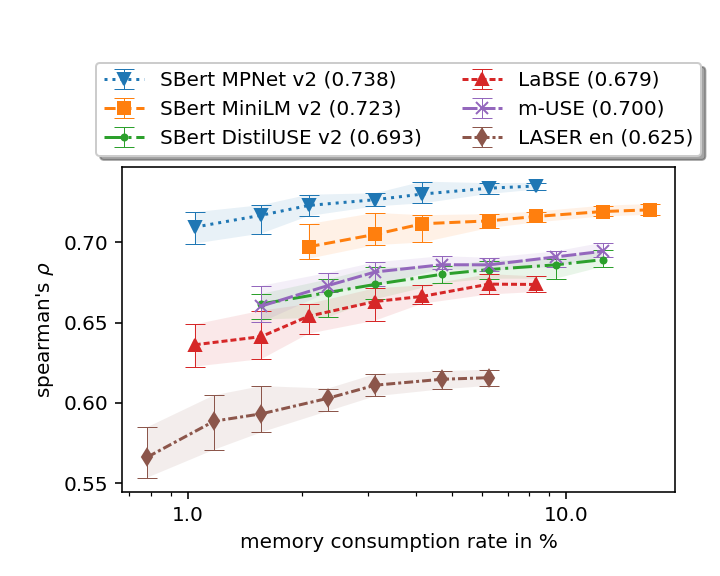 SBert MPNet v2 (0.738)
SBert MiniLM v2 (0.723)
SBert DistilUSE v2 (0.693)
LaBSE (0.679)
m-USE (0.700)
LASER en (0.625)
spearman's ρ
0.70
0.65
0.60
0.55
1.0
10.0
memory consumption rate in %